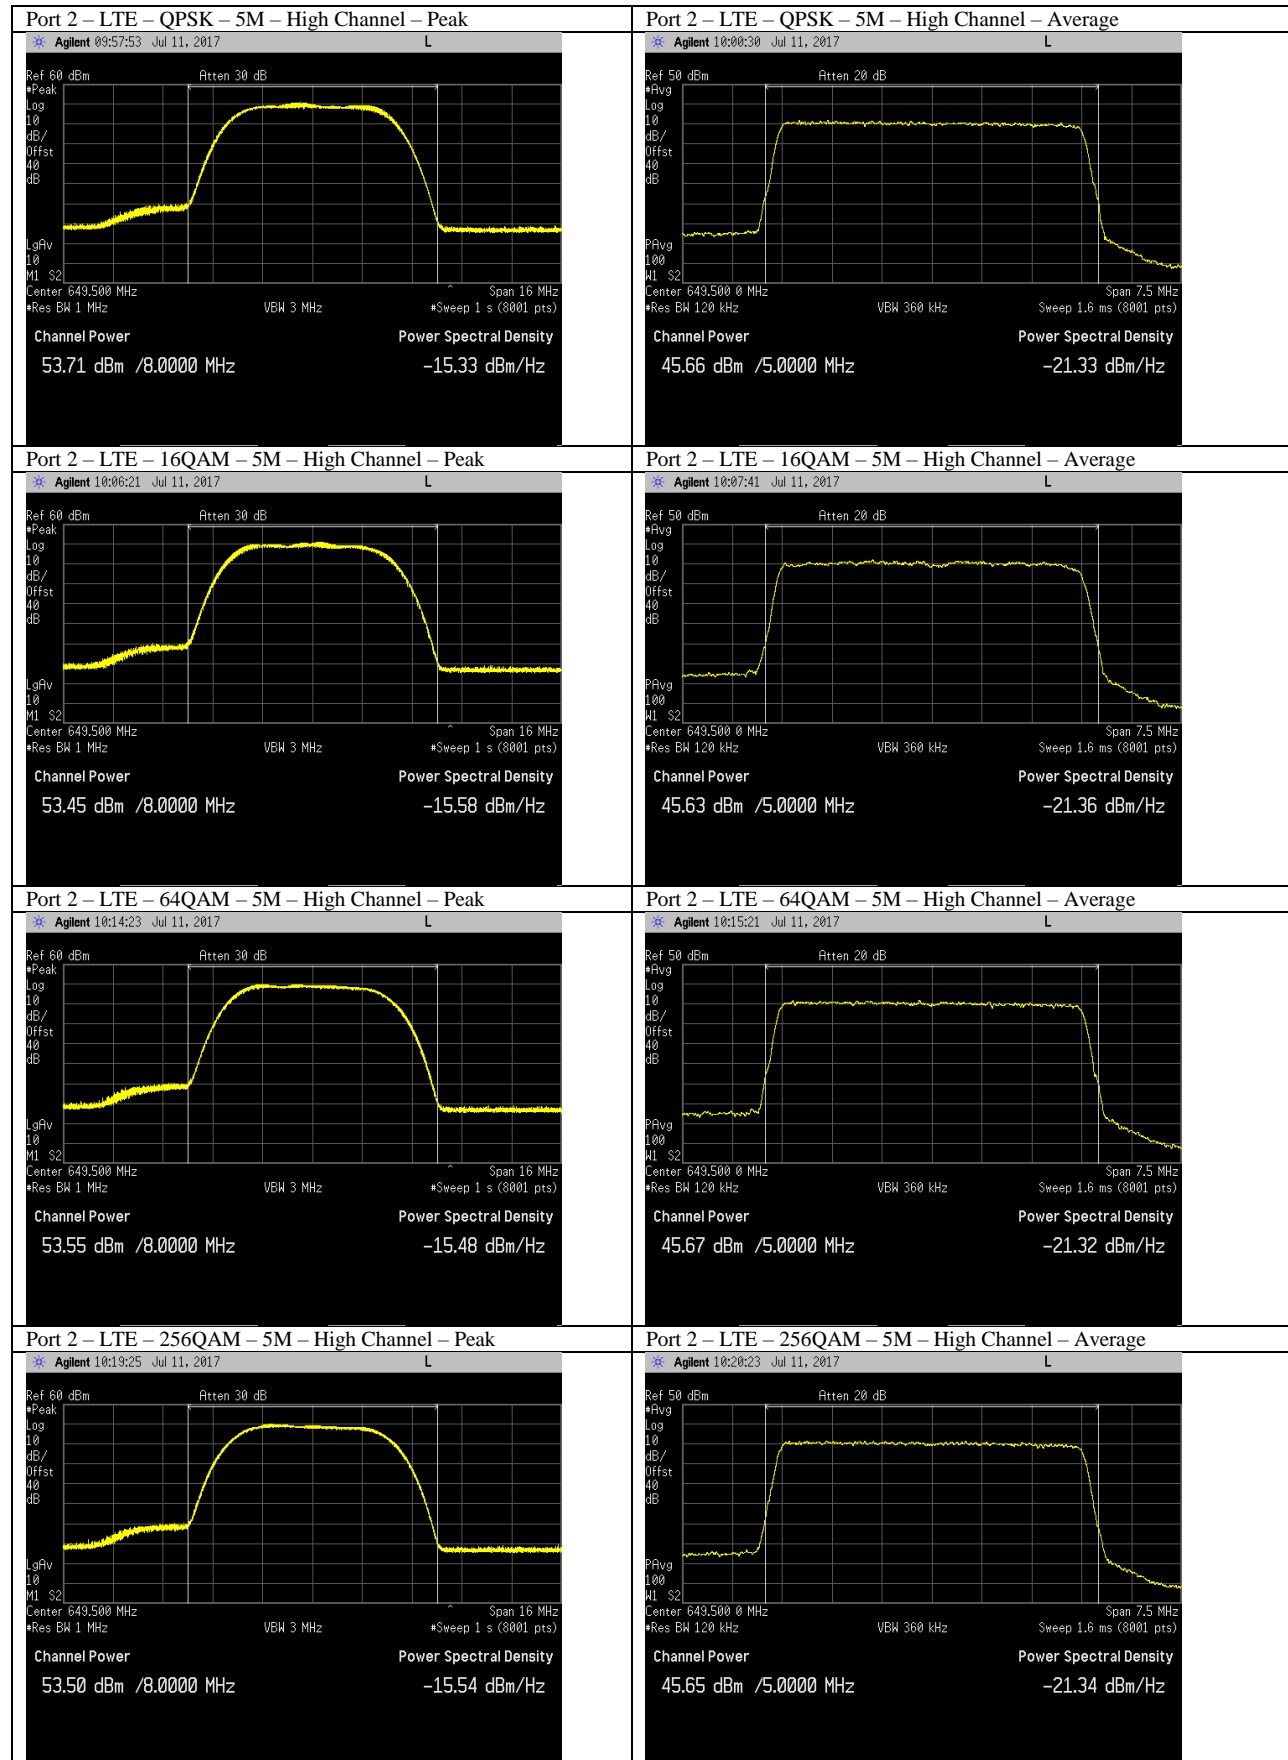 Port 2 – LTE – QPSK – 5M – High Channel – Peak
Agilent 09:57:53 Jul 11, 2017 L
Ref 60 dBm Atten 30 dB
#Peak
Log
10
dB/
Offst
40
dB
LgAv
10
M1 S2
Center 649.500 MHz Span 16 MHz
#Res BW 1 MHz VBW 3 MHz #Sweep 1 s (8001 pts)
Channel Power Power Spectral Density
53.71 dBm /8.0000 MHz -15.33 dBm/Hz
Port 2 – LTE – QPSK – 5M – High Channel – Average
Agilent 10:00:30 Jul 11, 2017 L
Ref 50 dBm Atten 20 dB
#Avg
Log
10
dB/
Offst
40
dB
PAvg
100
W1 S2
Center 649.500 0 MHz Span 7.5 MHz
#Res BW 120 kHz VBW 360 kHz Sweep 1.6 ms (8001 pts)
Channel Power Power Spectral Density
45.66 dBm /5.0000 MHz -21.33 dBm/Hz
Port 2 – LTE – 16QAM – 5M – High Channel – Peak
Agilent 10:06:21 Jul 11, 2017 L
Ref 60 dBm Atten 30 dB
#Peak
Log
10
dB/
Offst
40
dB
LgAv
10
M1 S2
Center 649.500 MHz Span 16 MHz
#Res BW 1 MHz VBW 3 MHz #Sweep 1 s (8001 pts)
Channel Power Power Spectral Density
53.45 dBm /8.0000 MHz -15.58 dBm/Hz
Port 2 – LTE – 16QAM – 5M – High Channel – Average
Agilent 10:07:41 Jul 11, 2017 L
Ref 50 dBm Atten 20 dB
#Avg
Log
10
dB/
Offst
40
dB
PAvg
100
W1 S2
Center 649.500 0 MHz Span 7.5 MHz
#Res BW 120 kHz VBW 360 kHz Sweep 1.6 ms (8001 pts)
Channel Power Power Spectral Density
45.63 dBm /5.0000 MHz -21.36 dBm/Hz
Port 2 – LTE – 64QAM – 5M – High Channel – Peak
Agilent 10:14:23 Jul 11, 2017 L
Ref 60 dBm Atten 30 dB
#Peak
Log
10
dB/
Offst
40
dB
LgAv
10
M1 S2
Center 649.500 MHz Span 16 MHz
#Res BW 1 MHz VBW 3 MHz #Sweep 1 s (8001 pts)
Channel Power Power Spectral Density
53.55 dBm /8.0000 MHz -15.48 dBm/Hz
Port 2 – LTE – 64QAM – 5M – High Channel – Average
Agilent 10:15:21 Jul 11, 2017 L
Ref 50 dBm Atten 20 dB
#Avg
Log
10
dB/
Offst
40
dB
PAvg
100
W1 S2
Center 649.500 0 MHz Span 7.5 MHz
#Res BW 120 kHz VBW 360 kHz Sweep 1.6 ms (8001 pts)
Channel Power Power Spectral Density
45.67 dBm /5.0000 MHz -21.32 dBm/Hz
Port 2 – LTE – 256QAM – 5M – High Channel – Peak
Agilent 10:19:25 Jul 11, 2017 L
Ref 60 dBm Atten 30 dB
#Peak
Log
10
dB/
Offst
40
dB
LgAv
10
M1 S2
Center 649.500 MHz Span 16 MHz
#Res BW 1 MHz VBW 3 MHz #Sweep 1 s (8001 pts)
Channel Power Power Spectral Density
53.50 dBm /8.0000 MHz -15.54 dBm/Hz
Port 2 – LTE – 256QAM – 5M – High Channel – Average
Agilent 10:20:23 Jul 11, 2017 L
Ref 50 dBm Atten 20 dB
#Avg
Log
10
dB/
Offst
40
dB
PAvg
100
W1 S2
Center 649.500 0 MHz Span 7.5 MHz
#Res BW 120 kHz VBW 360 kHz Sweep 1.6 ms (8001 pts)
Channel Power Power Spectral Density
45.65 dBm /5.0000 MHz -21.34 dBm/Hz